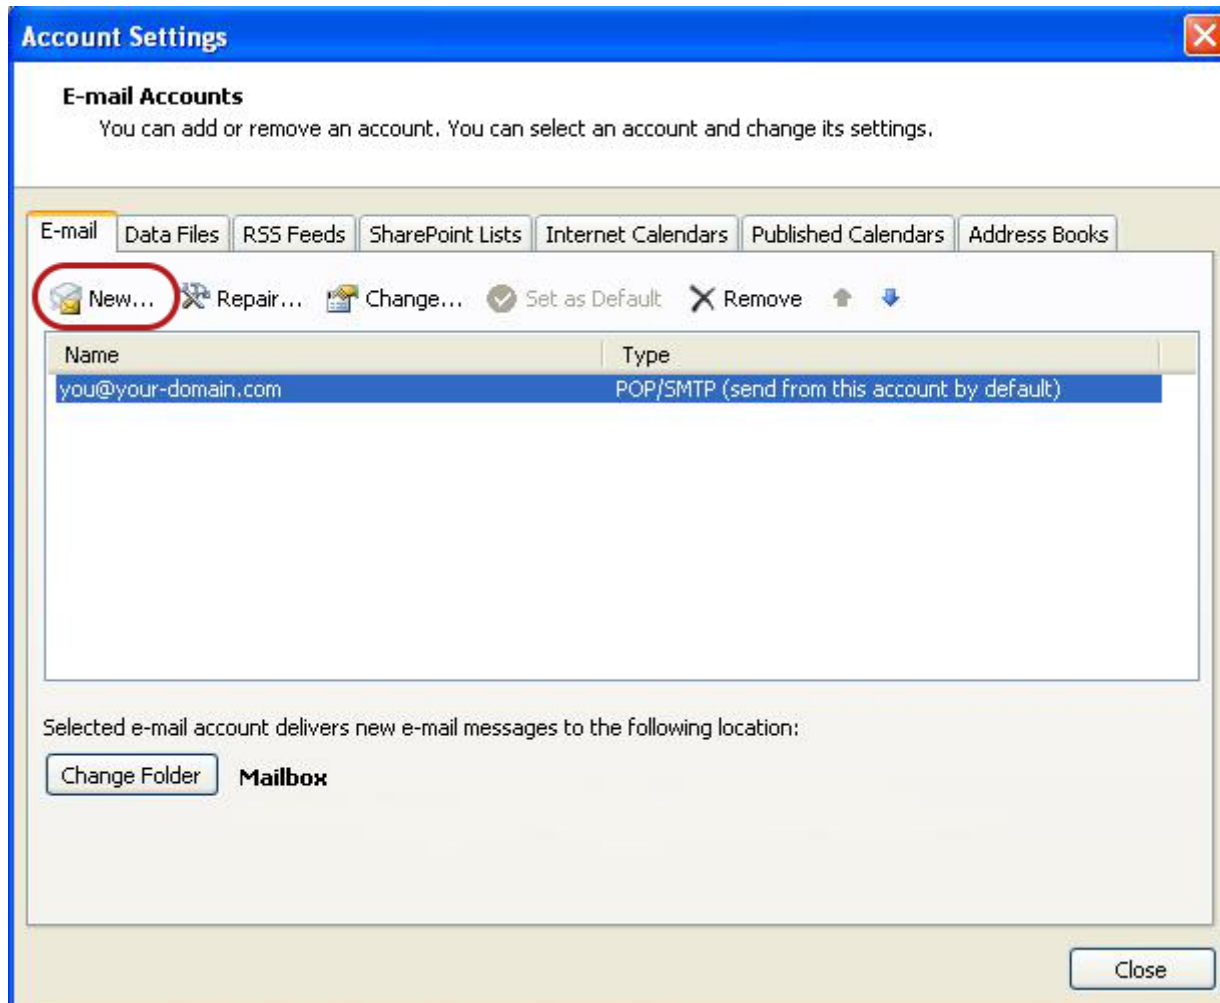 Account Settings
E-mail Accounts
You can add or remove an account. You can select an account and change its settings.
E-mail Data Files RSS Feeds SharePoint Lists Internet Calendars Published Calendars Address Books
New... Repair... Change... Set as Default Remove
Name Type
you@your-domain.com POP/SMTP (send from this account by default)
Selected e-mail account delivers new e-mail messages to the following location:
Change Folder Mailbox
Close